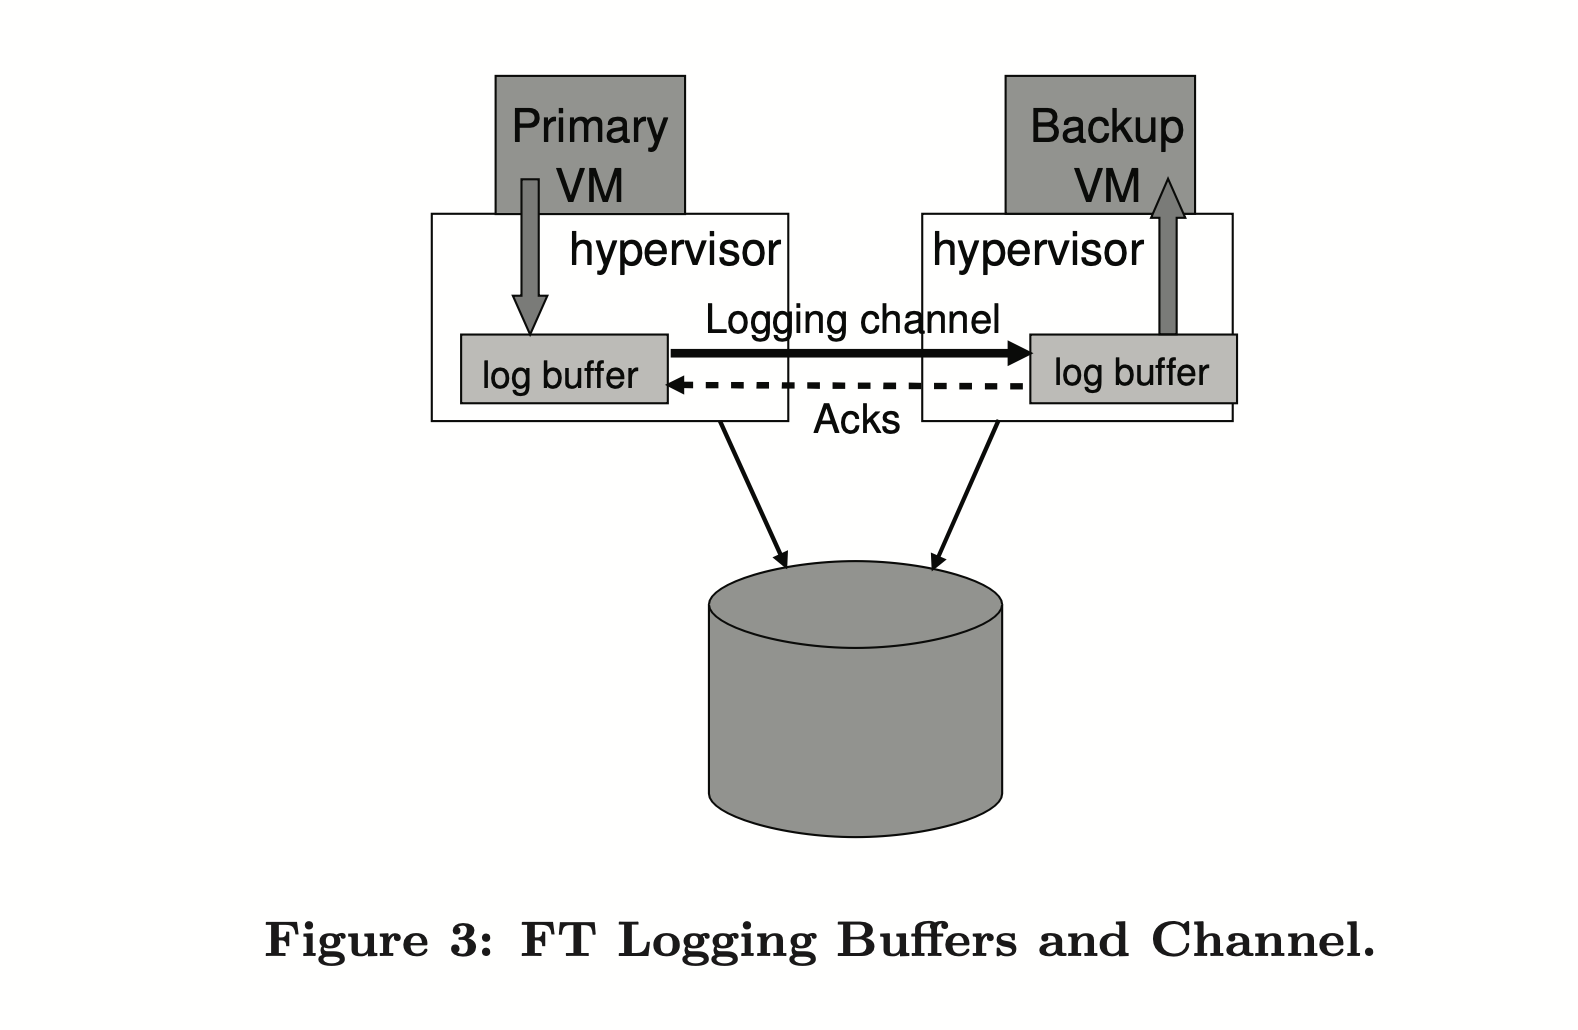 Primary
VM
Backup
VM
hypervisor
hypervisor
Logging channel
log buffer
log buffer
Acks
Figure 3: FT Logging Buffers and Channel.